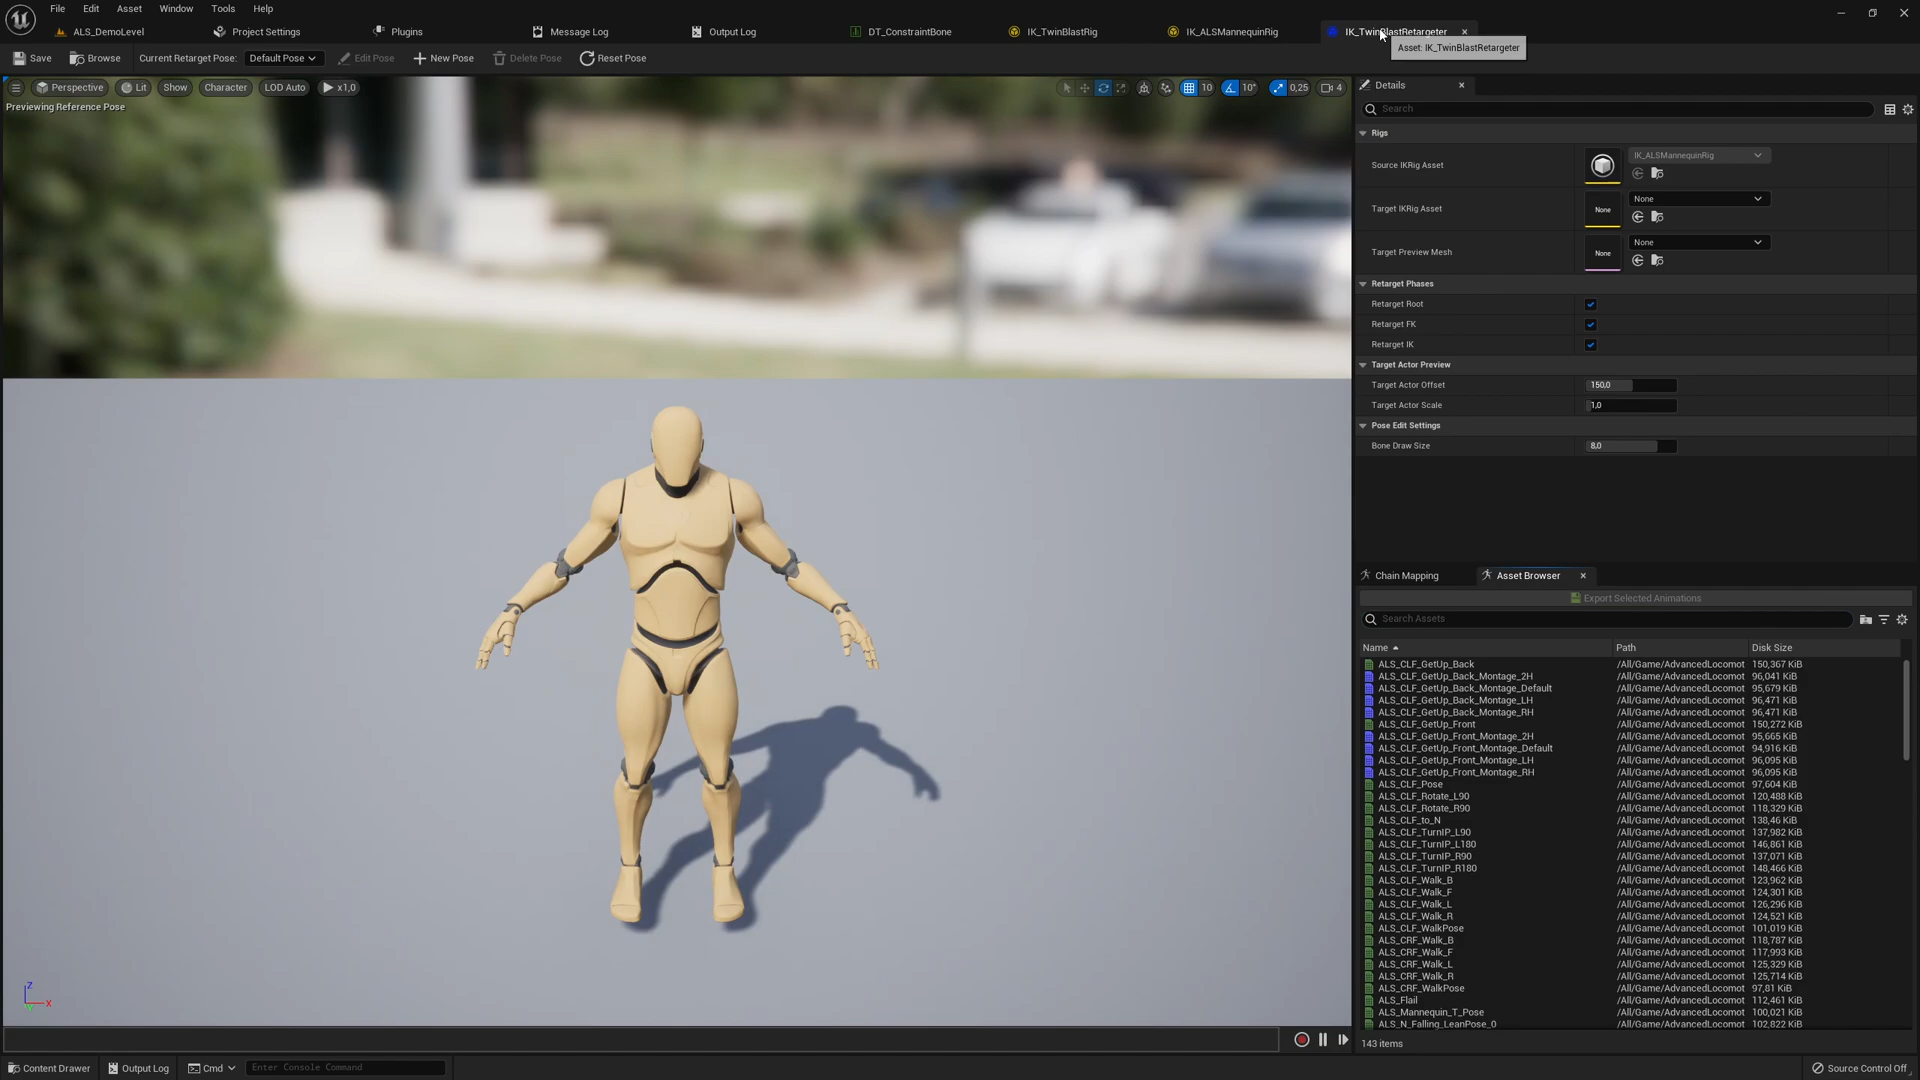 File Edit Asset Window Tools Help
ALS_DemoLevel Project Settings Plugins Message Log Output Log DT_ConstraintBone IK_TwinBlastRig IK_ALSMannequinRig IK_TwinBlastRetargeter
Asset: IK_TwinBlastRetargeter
Save Browse Current Retarget Pose: Default Pose Edit Pose New Pose Delete Pose Reset Pose
Perspective Lit Show Character LOD Auto x1,0 10 10° 0,25 4
Previewing Reference Pose
Details
Search
Rigs
Source IKRig Asset IK_ALSMannequinRig
Target IKRig Asset None None
Target Preview Mesh None None
Retarget Phases
Retarget Root
Retarget FK
Retarget IK
Target Actor Preview
Target Actor Offset 150,0
Target Actor Scale 1,0
Pose Edit Settings
Bone Draw Size 8,0
Chain Mapping Asset Browser
Export Selected Animations
Search Assets
Name Path Disk Size
ALS_CLF_GetUp_Back /All/Game/AdvancedLocomot 150,367 KiB
ALS_CLF_GetUp_Back_Montage_2H /All/Game/AdvancedLocomot 96,041 KiB
ALS_CLF_GetUp_Back_Montage_Default /All/Game/AdvancedLocomot 95,679 KiB
ALS_CLF_GetUp_Back_Montage_LH /All/Game/AdvancedLocomot 96,471 KiB
ALS_CLF_GetUp_Back_Montage_RH /All/Game/AdvancedLocomot 96,471 KiB
ALS_CLF_GetUp_Front /All/Game/AdvancedLocomot 150,272 KiB
ALS_CLF_GetUp_Front_Montage_2H /All/Game/AdvancedLocomot 95,665 KiB
ALS_CLF_GetUp_Front_Montage_Default /All/Game/AdvancedLocomot 94,916 KiB
ALS_CLF_GetUp_Front_Montage_LH /All/Game/AdvancedLocomot 96,095 KiB
ALS_CLF_GetUp_Front_Montage_RH /All/Game/AdvancedLocomot 96,095 KiB
ALS_CLF_Pose /All/Game/AdvancedLocomot 97,604 KiB
ALS_CLF_Rotate_L90 /All/Game/AdvancedLocomot 120,488 KiB
ALS_CLF_Rotate_R90 /All/Game/AdvancedLocomot 118,329 KiB
ALS_CLF_to_N /All/Game/AdvancedLocomot 138,46 KiB
ALS_CLF_TurnIP_L90 /All/Game/AdvancedLocomot 137,982 KiB
ALS_CLF_TurnIP_L180 /All/Game/AdvancedLocomot 146,861 KiB
ALS_CLF_TurnIP_R90 /All/Game/AdvancedLocomot 137,071 KiB
ALS_CLF_TurnIP_R180 /All/Game/AdvancedLocomot 148,466 KiB
ALS_CLF_Walk_B /All/Game/AdvancedLocomot 123,962 KiB
ALS_CLF_Walk_F /All/Game/AdvancedLocomot 124,301 KiB
ALS_CLF_Walk_L /All/Game/AdvancedLocomot 126,296 KiB
ALS_CLF_Walk_R /All/Game/AdvancedLocomot 124,521 KiB
ALS_CLF_WalkPose /All/Game/AdvancedLocomot 101,019 KiB
ALS_CRF_Walk_B /All/Game/AdvancedLocomot 118,787 KiB
ALS_CRF_Walk_F /All/Game/AdvancedLocomot 117,993 KiB
ALS_CRF_Walk_L /All/Game/AdvancedLocomot 125,329 KiB
ALS_CRF_Walk_R /All/Game/AdvancedLocomot 125,714 KiB
ALS_CRF_WalkPose /All/Game/AdvancedLocomot 97,81 KiB
ALS_Flail /All/Game/AdvancedLocomot 112,461 KiB
ALS_Mannequin_T_Pose /All/Game/AdvancedLocomot 100,021 KiB
ALS_N_Falling_LeanPose_0 /All/Game/AdvancedLocomot 102,822 KiB
143 items
Z
X
Content Drawer Output Log Cmd Enter Console Command Source Control Off